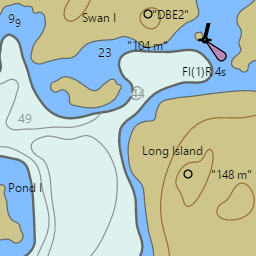 Swan I
"DBE2"
9₉
23
"104 m"
Fl(1)R 4s
44
49
Long Island
"148 m"
Pond I